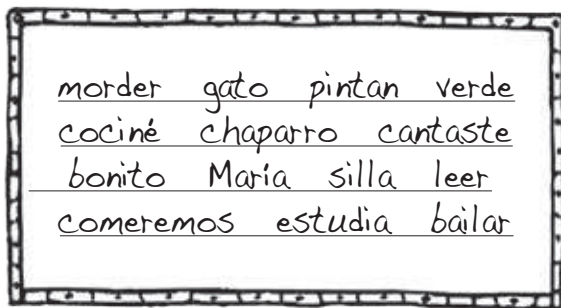 morder gato pintan verde
cociné chaparro cantaste
bonito María silla leer
comeremos estudia bailar